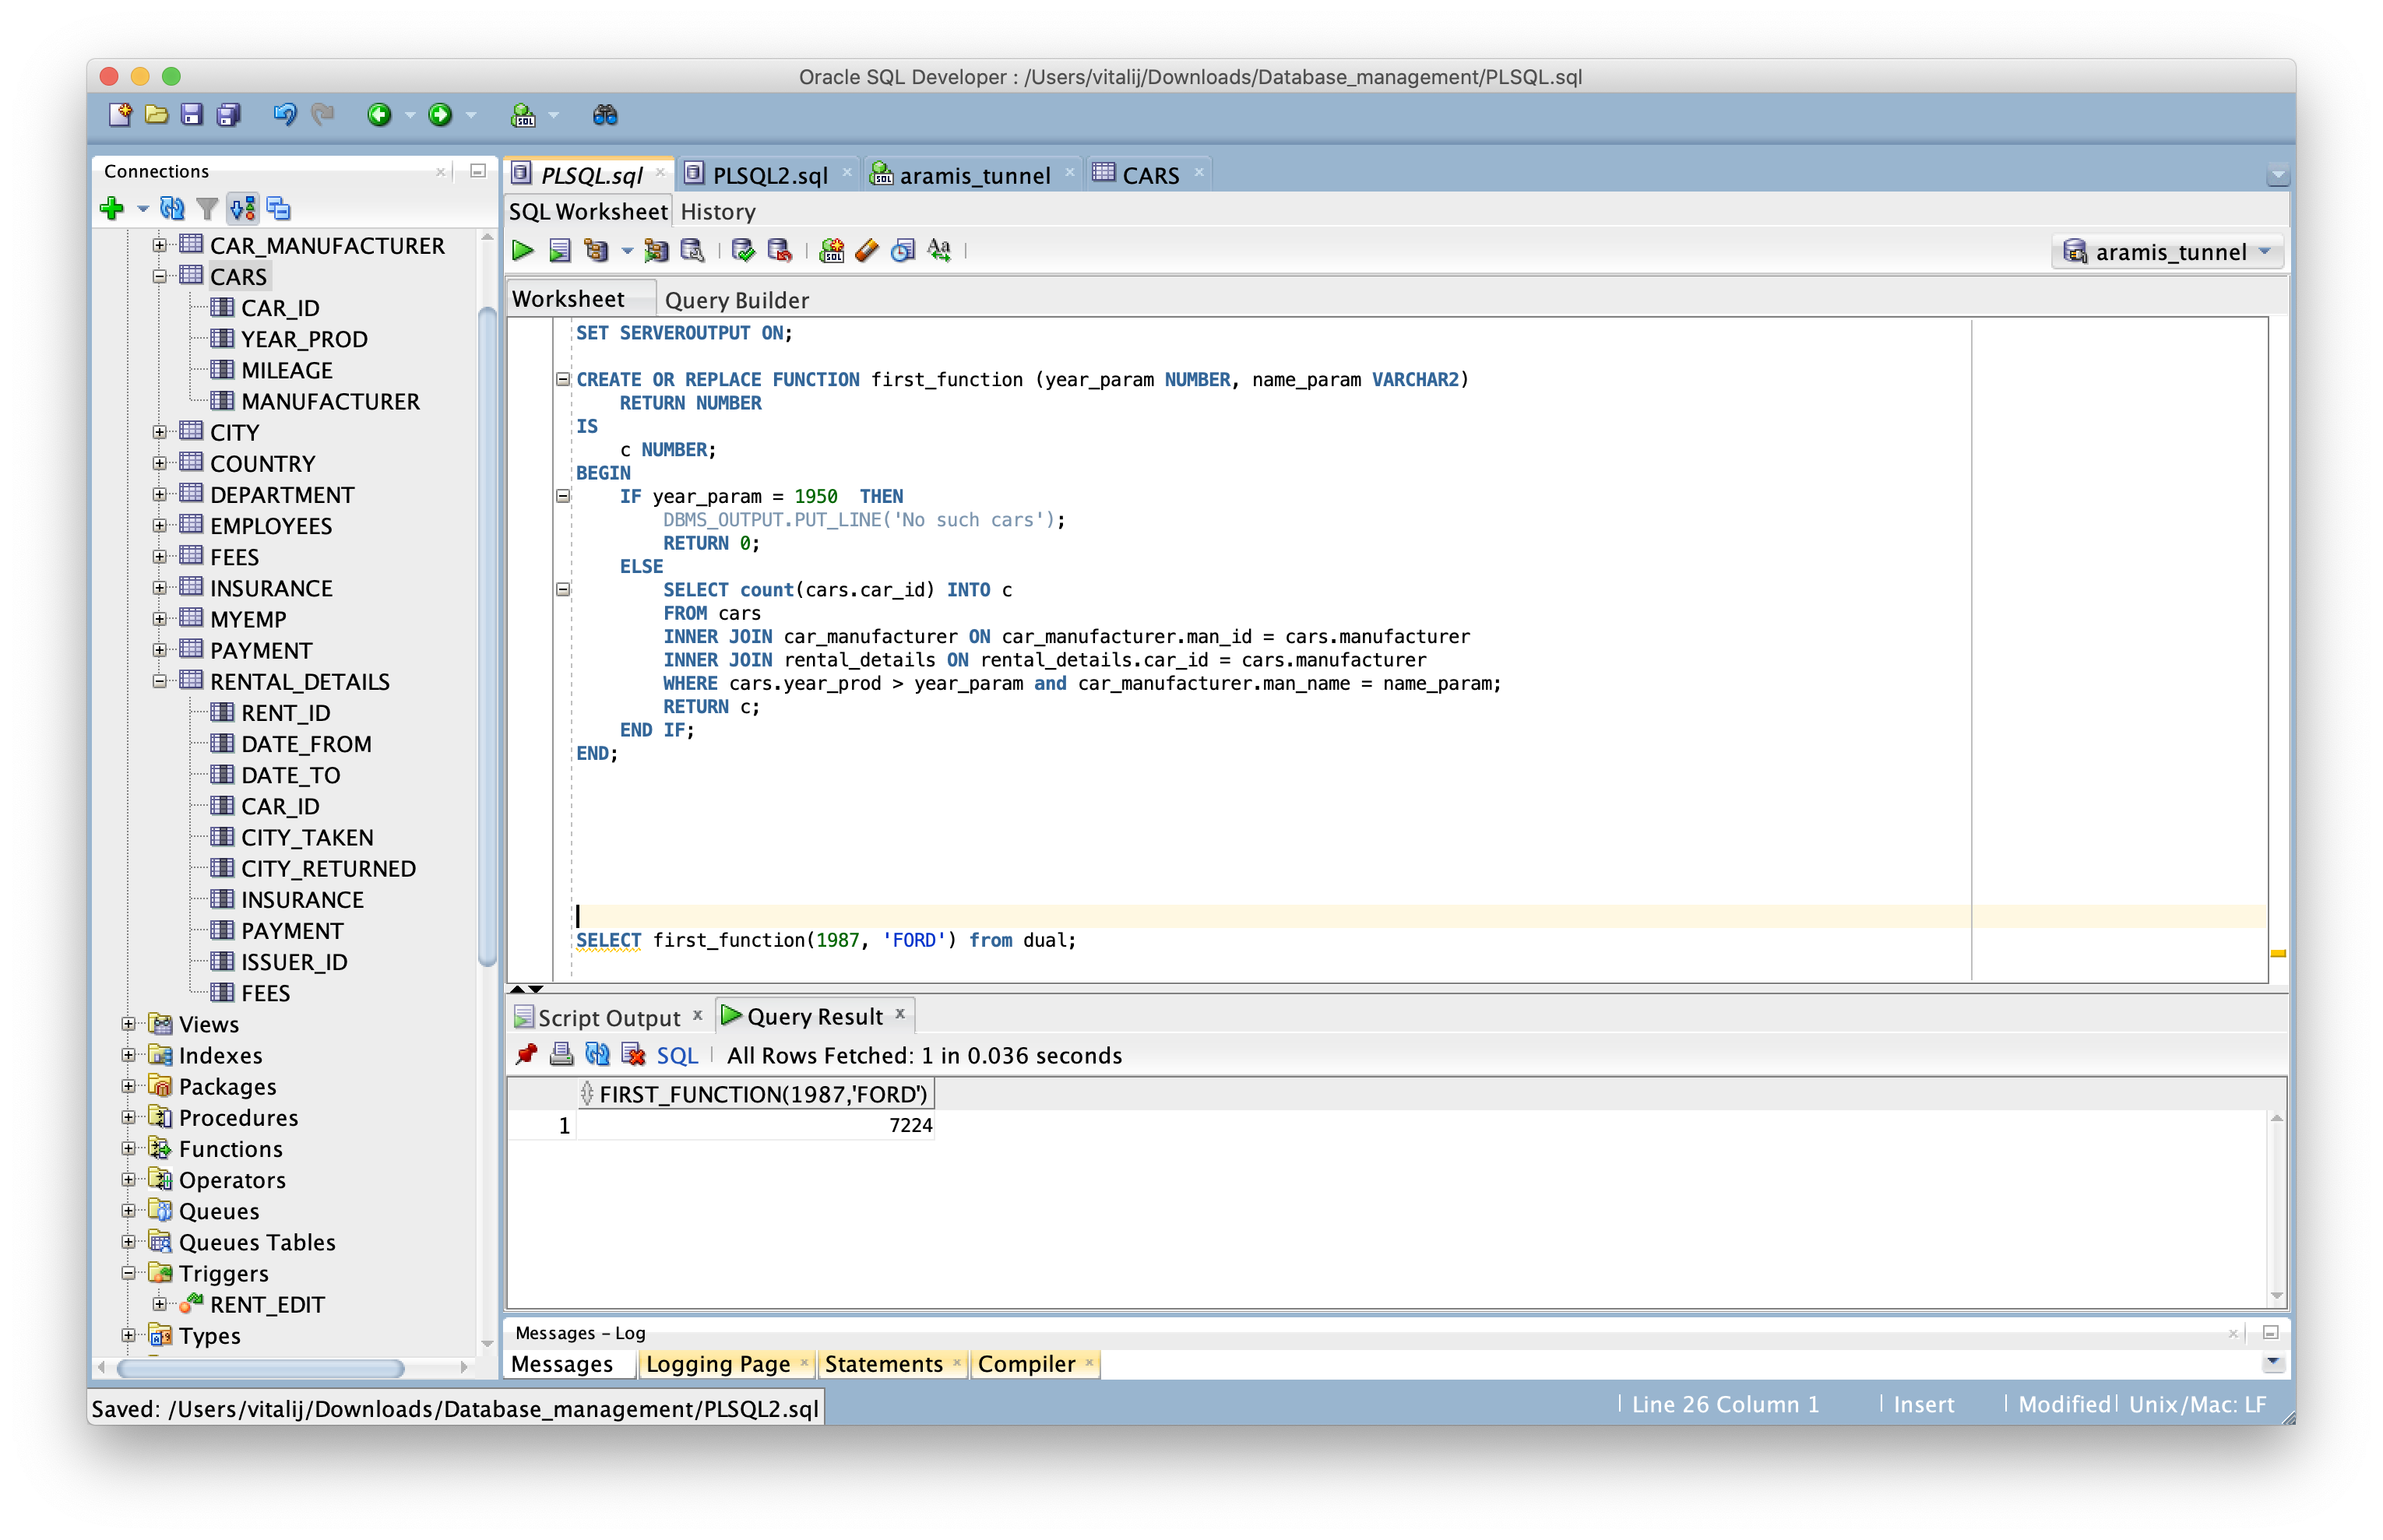 Oracle SQL Developer : /Users/vitalij/Downloads/Database_management/PLSQL.sql
Connections
CAR_MANUFACTURER
CARS
CAR_ID
YEAR_PROD
MILEAGE
MANUFACTURER
CITY
COUNTRY
DEPARTMENT
EMPLOYEES
FEES
INSURANCE
MYEMP
PAYMENT
RENTAL_DETAILS
RENT_ID
DATE_FROM
DATE_TO
CAR_ID
CITY_TAKEN
CITY_RETURNED
INSURANCE
PAYMENT
ISSUER_ID
FEES
Views
Indexes
Packages
Procedures
Functions
Operators
Queues
Queues Tables
Triggers
RENT_EDIT
Types
PLSQL.sql PLSQL2.sql aramis_tunnel CARS
SQL Worksheet History
aramis_tunnel
Worksheet Query Builder
SET SERVEROUTPUT ON;
CREATE OR REPLACE FUNCTION first_function (year_param NUMBER, name_param VARCHAR2)
RETURN NUMBER
IS
c NUMBER;
BEGIN
IF year_param = 1950 THEN
DBMS_OUTPUT.PUT_LINE('No such cars');
RETURN 0;
ELSE
SELECT count(cars.car_id) INTO c
FROM cars
INNER JOIN car_manufacturer ON car_manufacturer.man_id = cars.manufacturer
INNER JOIN rental_details ON rental_details.car_id = cars.manufacturer
WHERE cars.year_prod > year_param and car_manufacturer.man_name = name_param;
RETURN c;
END IF;
END;
SELECT first_function(1987, 'FORD') from dual;
Script Output Query Result
SQL All Rows Fetched: 1 in 0.036 seconds
FIRST_FUNCTION(1987,'FORD')
1 7224
Messages - Log
Messages Logging Page Statements Compiler
Saved: /Users/vitalij/Downloads/Database_management/PLSQL2.sql
Line 26 Column 1 Insert Modified Unix/Mac: LF